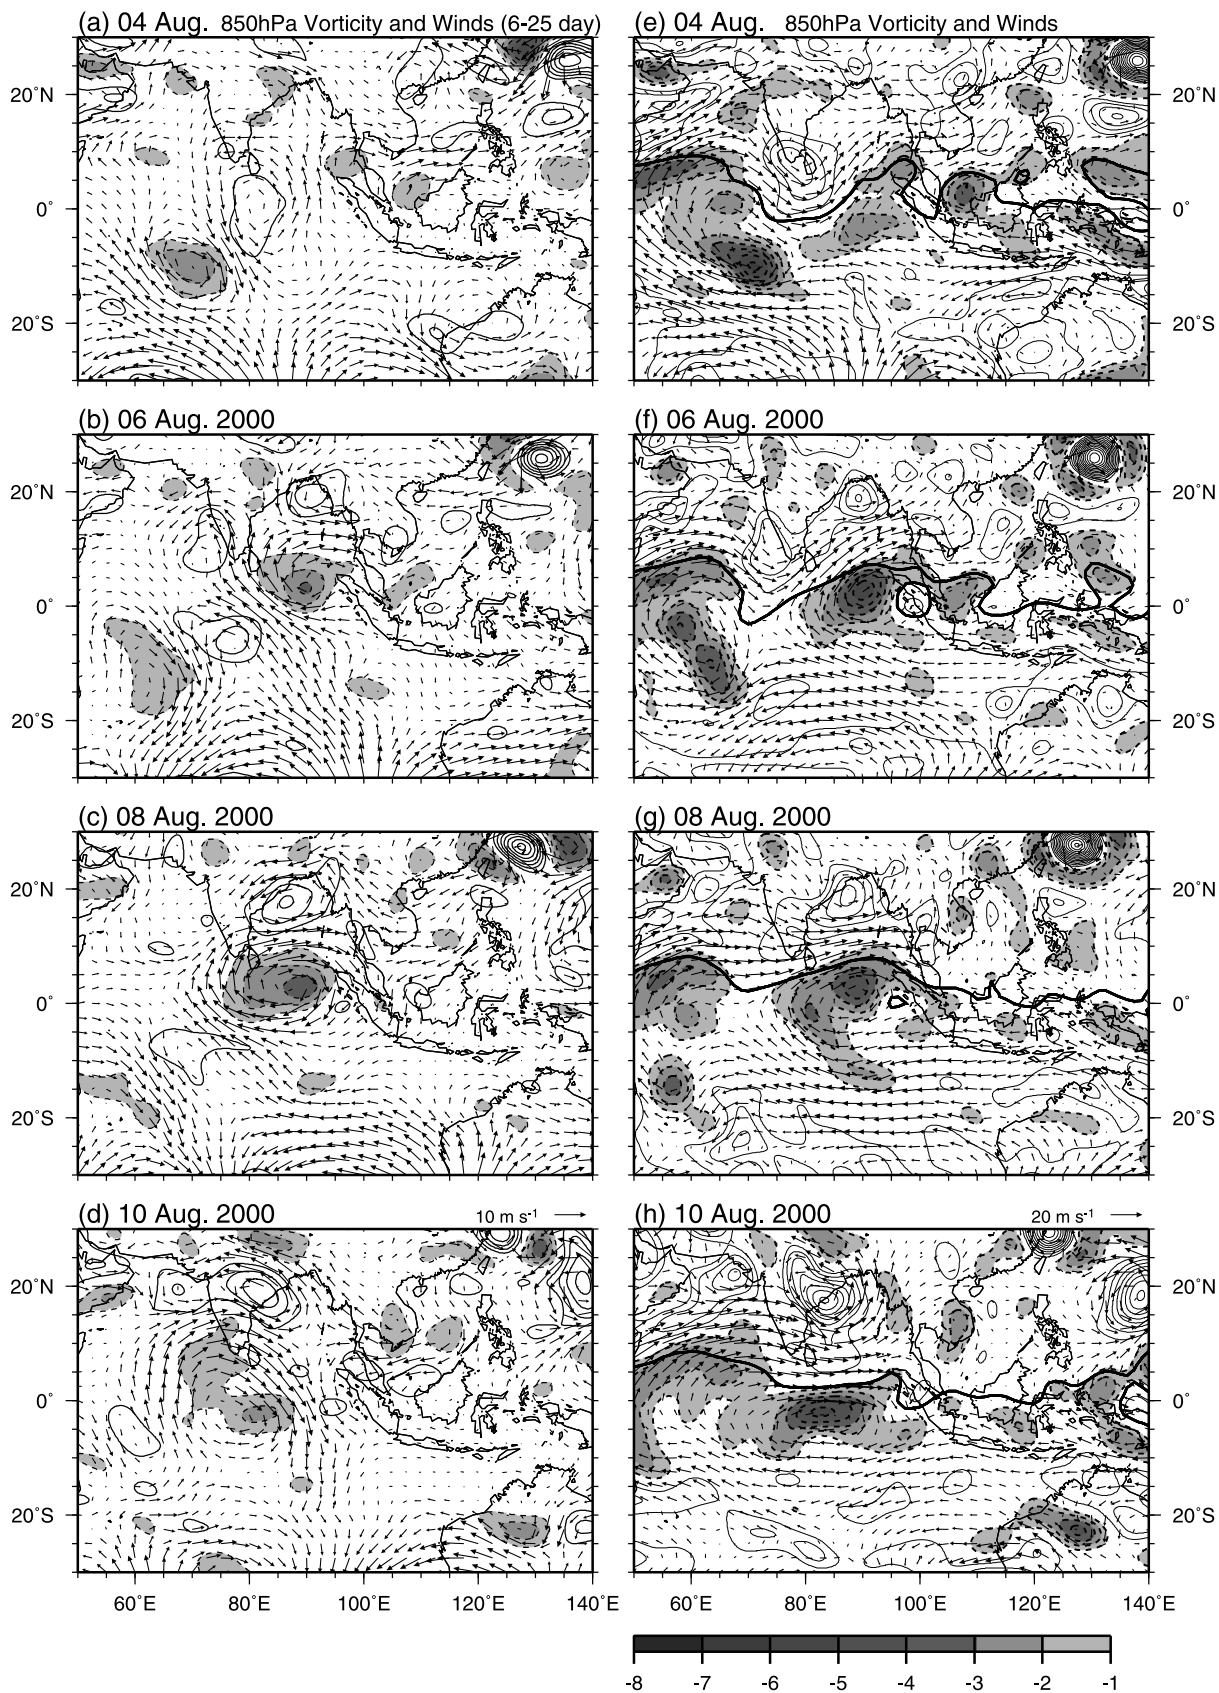 (a) 04 Aug. 850hPa Vorticity and Winds (6-25 day)
(e) 04 Aug. 850hPa Vorticity and Winds
20˚N
0˚
20˚S
20˚N
0˚
20˚S
(b) 06 Aug. 2000
(f) 06 Aug. 2000
20˚N
0˚
20˚S
20˚N
0˚
20˚S
(c) 08 Aug. 2000
(g) 08 Aug. 2000
20˚N
0˚
20˚S
20˚N
0˚
20˚S
(d) 10 Aug. 2000 10 m s-1
(h) 10 Aug. 2000 20 m s-1
20˚N
0˚
20˚S
20˚N
0˚
20˚S
60˚E 80˚E 100˚E 120˚E 140˚E
60˚E 80˚E 100˚E 120˚E 140˚E
-8 -7 -6 -5 -4 -3 -2 -1